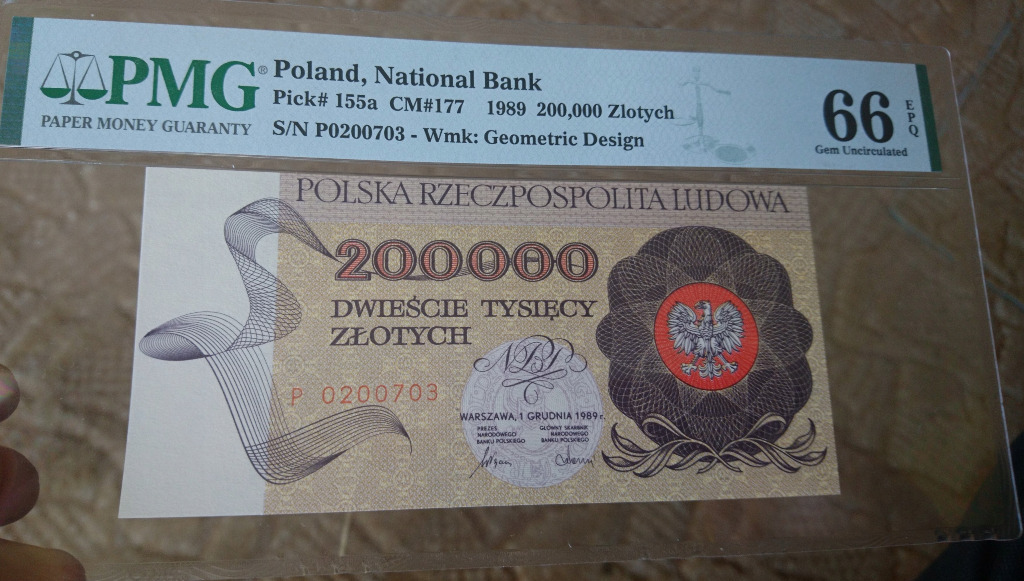 PMG®
PAPER MONEY GUARANTY
Poland, National Bank
Pick# 155a CM#177 1989 200,000 Zlotych
S/N P0200703 - Wmk: Geometric Design
66 EPQ
Gem Uncirculated
POLSKA RZECZPOSPOLITA LUDOWA
200000
DWIEŚCIE TYSIĘCY
ZŁOTYCH
P 0200703
NBP
WARSZAWA, 1 GRUDNIA 1989 r.
PREZES
NARODOWEGO
BANKU POLSKIEGO
GŁÓWNY SKARBNIK
NARODOWEGO
BANKU POLSKIEGO